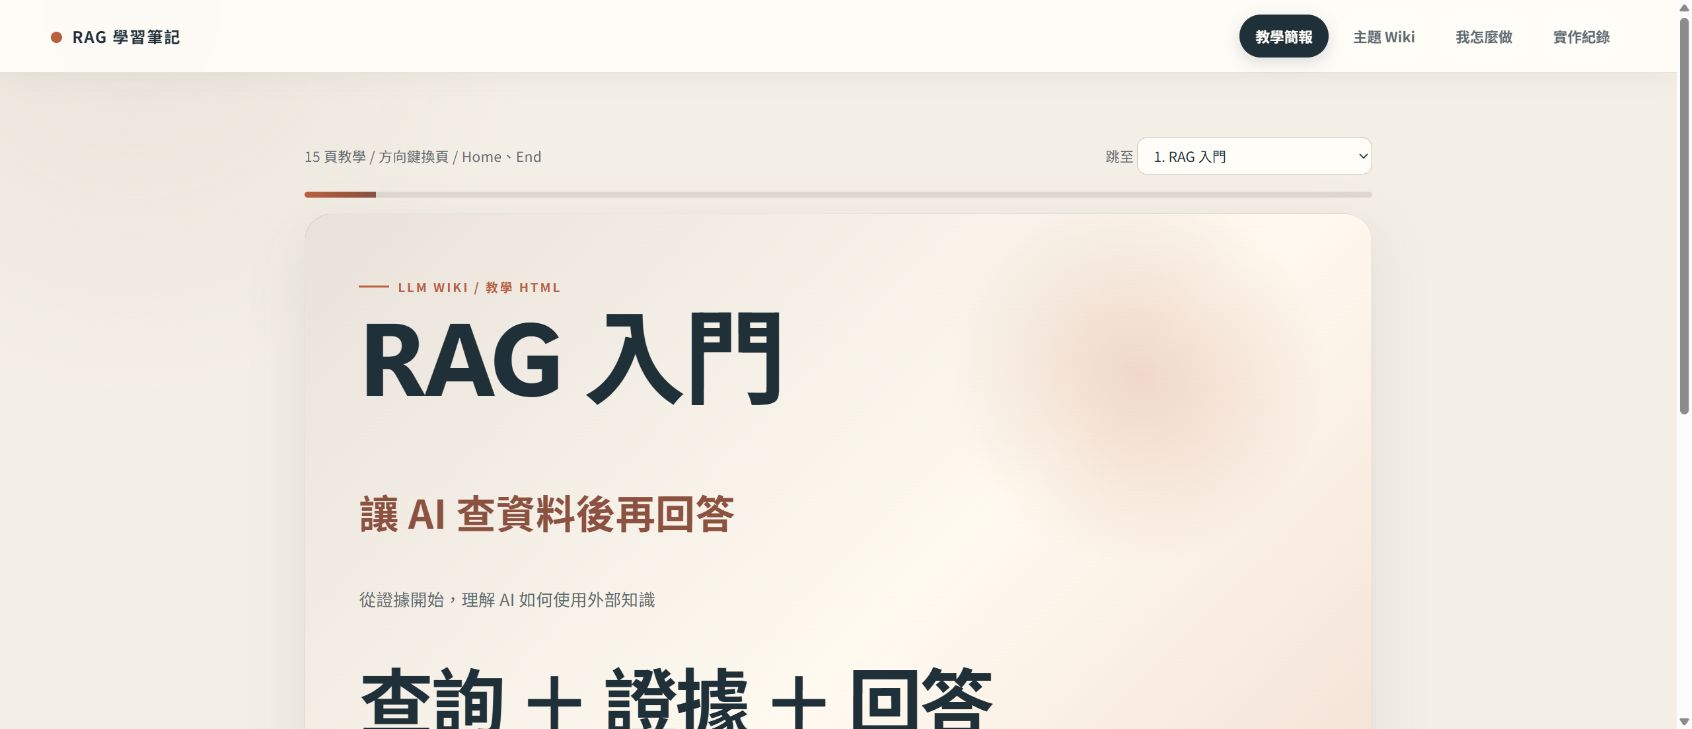 RAG 學習筆記
教學簡報 主題 Wiki 我怎麼做 實作紀錄
15 頁教學 / 方向鍵換頁 / Home、End
跳至 1. RAG 入門
LLM WIKI / 教學 HTML
RAG 入門
讓 AI 查資料後再回答
從證據開始，理解 AI 如何使用外部知識
查詢 ＋ 證據 ＋ 回答